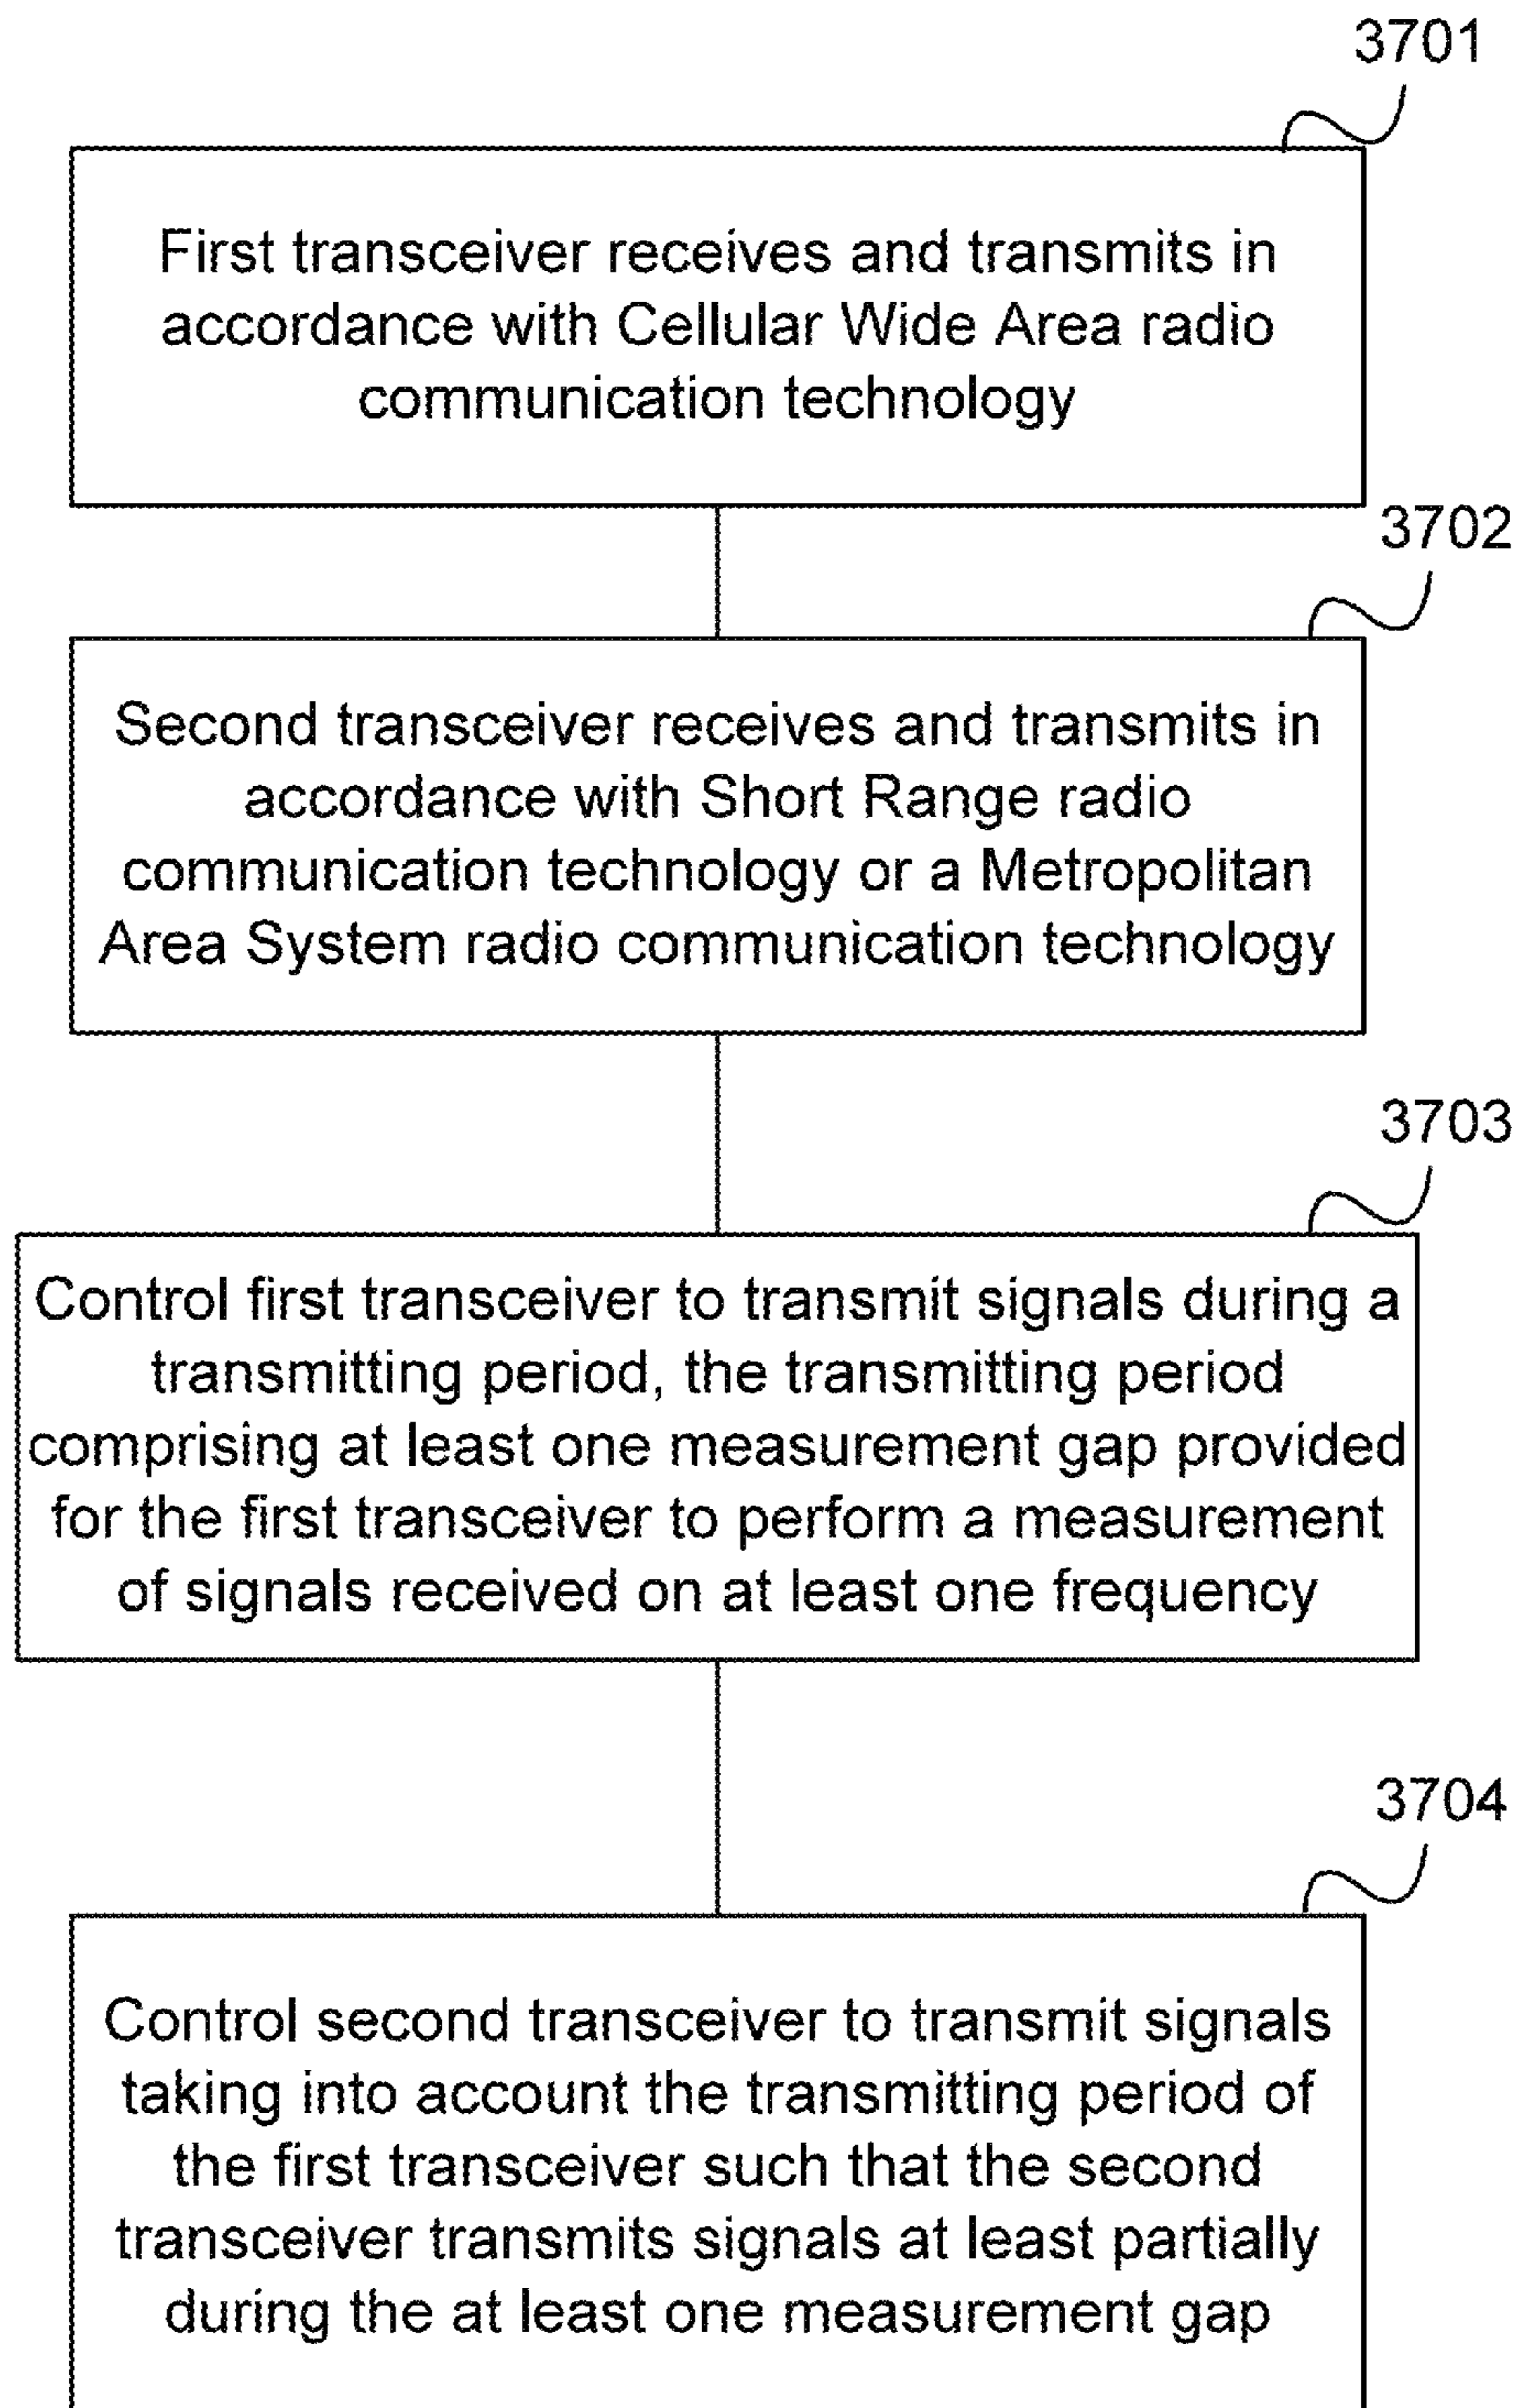 3701
First transceiver receives and transmits in
accordance with Cellular Wide Area radio
communication technology
3702
Second transceiver receives and transmits in
accordance with Short Range radio
communication technology or a Metropolitan
Area System radio communication technology
3703
Control first transceiver to transmit signals during a
transmitting period, the transmitting period
comprising at least one measurement gap provided
for the first transceiver to perform a measurement
of signals received on at least one frequency
3704
Control second transceiver to transmit signals
taking into account the transmitting period of
the first transceiver such that the second
transceiver transmits signals at least partially
during the at least one measurement gap